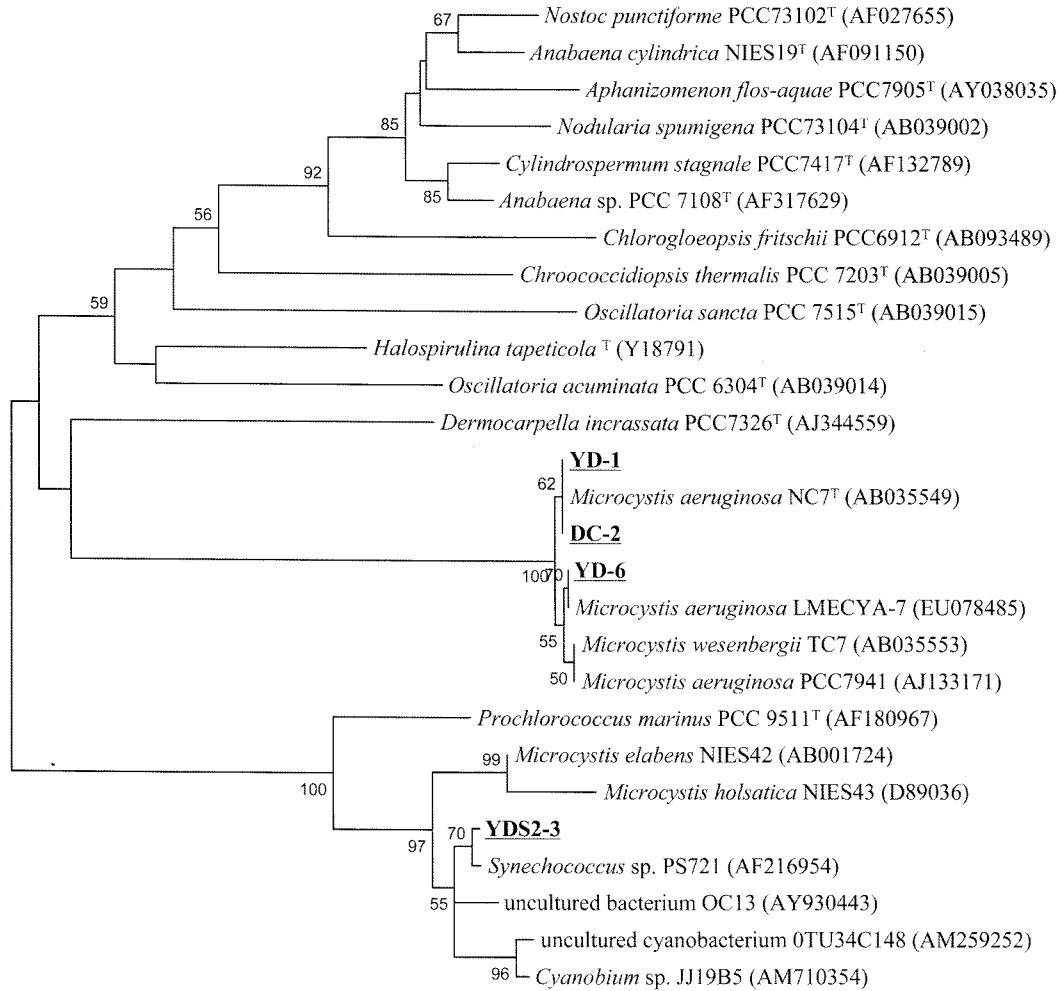 67
Nostoc punctiforme PCC73102ᵀ (AF027655)
Anabaena cylindrica NIES19ᵀ (AF091150)
Aphanizomenon flos-aquae PCC7905ᵀ (AY038035)
85
Nodularia spumigena PCC73104ᵀ (AB039002)
92
Cylindrospermum stagnale PCC7417ᵀ (AF132789)
85
Anabaena sp. PCC 7108ᵀ (AF317629)
56
Chlorogloeopsis fritschii PCC6912ᵀ (AB093489)
Chroococcidiopsis thermalis PCC 7203ᵀ (AB039005)
59
Oscillatoria sancta PCC 7515ᵀ (AB039015)
Halospirulina tapeticola ᵀ (Y18791)
Oscillatoria acuminata PCC 6304ᵀ (AB039014)
Dermocarpella incrassata PCC7326ᵀ (AJ344559)
YD-1
62
Microcystis aeruginosa NC7ᵀ (AB035549)
DC-2
100
70
YD-6
Microcystis aeruginosa LMECYA-7 (EU078485)
55
Microcystis wesenbergii TC7 (AB035553)
50
Microcystis aeruginosa PCC7941 (AJ133171)
Prochlorococcus marinus PCC 9511ᵀ (AF180967)
99
Microcystis elabens NIES42 (AB001724)
100
Microcystis holsatica NIES43 (D89036)
70
YDS2-3
97
Synechococcus sp. PS721 (AF216954)
55
uncultured bacterium OC13 (AY930443)
uncultured cyanobacterium 0TU34C148 (AM259252)
96
Cyanobium sp. JJ19B5 (AM710354)